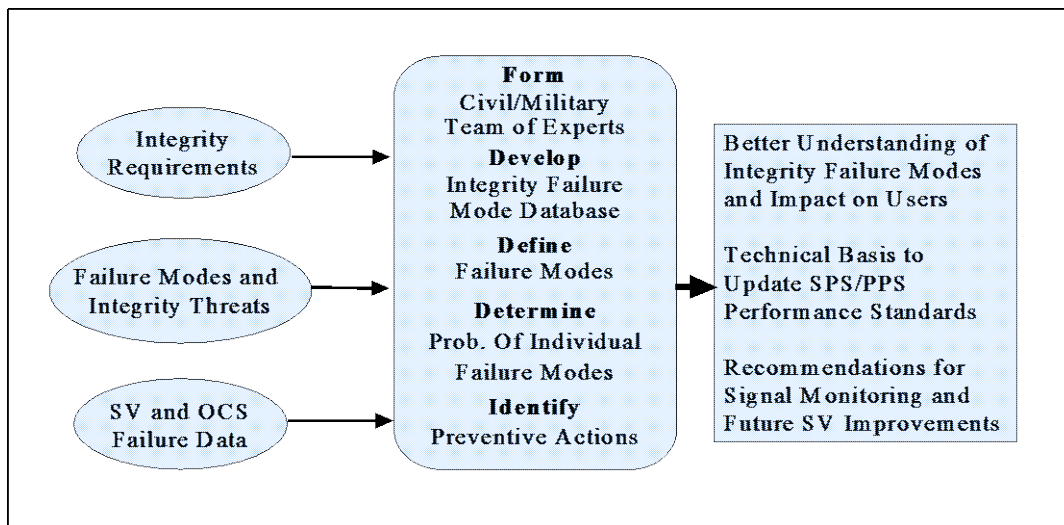 Integrity
Requirements
Failure Modes and
Integrity Threats
SV and OCS
Failure Data
Form
Civil/Military
Team of Experts
Develop
Integrity Failure
Mode Database
Define
Failure Modes
Determine
Prob. Of Individual
Failure Modes
Identify
Preventive Actions
Better Understanding of
Integrity Failure Modes
and Impact on Users
Technical Basis to
Update SPS/PPS
Performance Standards
Recommendations for
Signal Monitoring and
Future SV Improvements